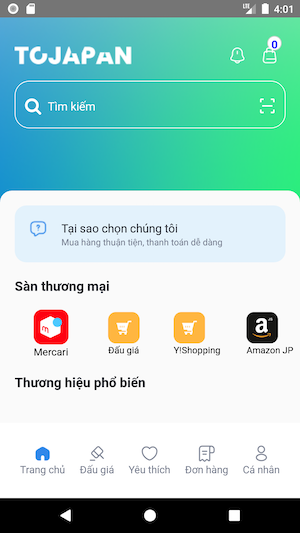 4:01
TOJAPAN
0
Tìm kiếm
Tại sao chọn chúng tôi
Mua hàng thuận tiện, thanh toán dễ dàng
Sàn thương mại
Mercari
Đấu giá
Y!Shopping
Amazon JP
Thương hiệu phổ biến
Trang chủ
Đấu giá
Yêu thích
Đơn hàng
Cá nhân